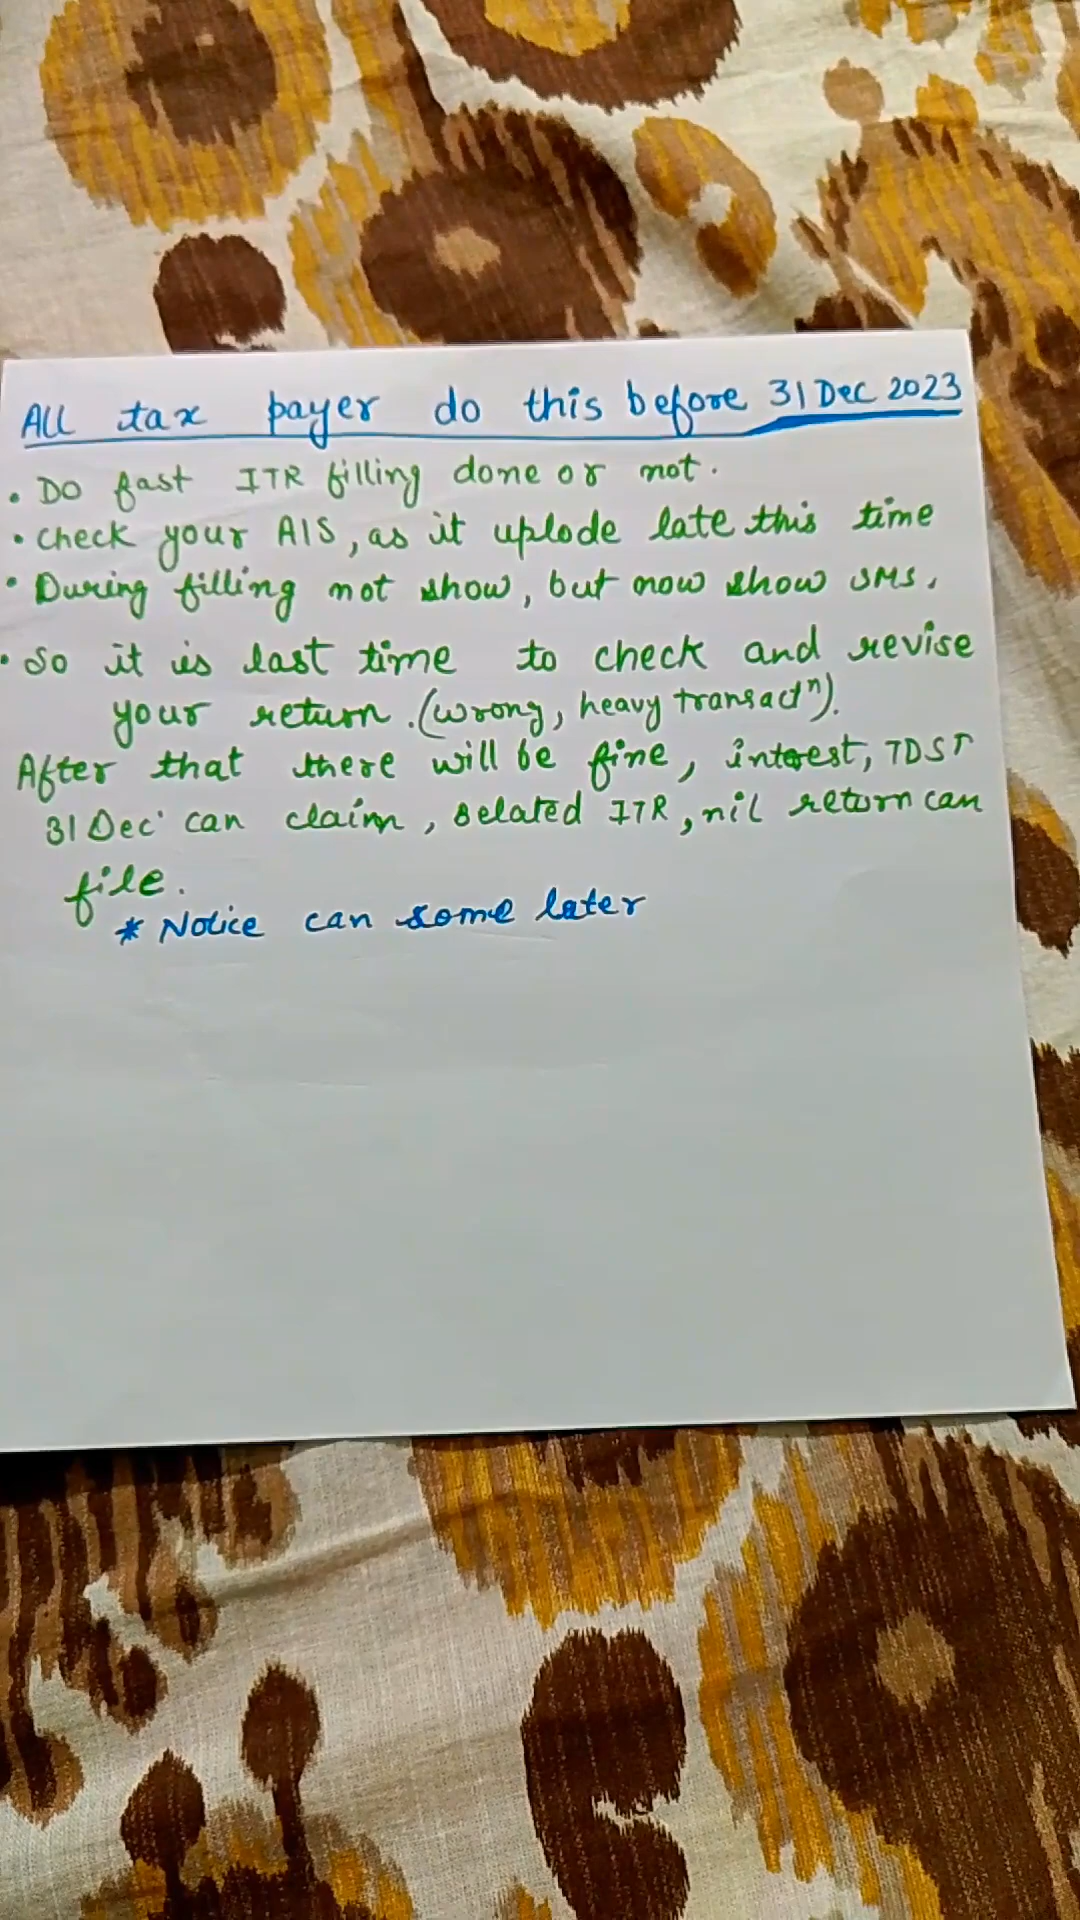 All tax payer do this before 31 Dec 2023
• Do fast ITR filling done or not.
• check your AIS, as it uplode late this time
• During filling not show, but now show SMS.
• So it is last time to check and revise
your return. (wrong, heavy transactⁿ).
After that there will be fine, interest, TDS↑
31 Dec' can claim, belated ITR, nil return can
file.
* Notice can come later